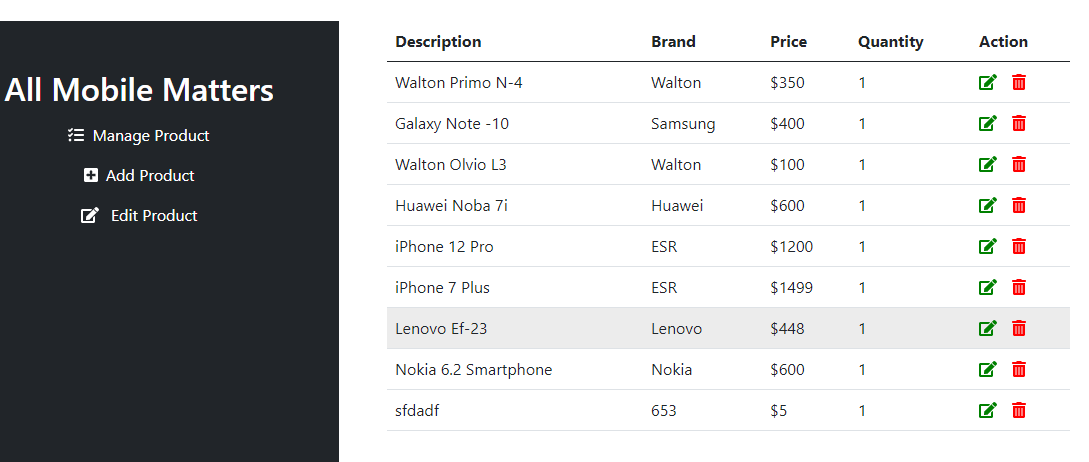 All Mobile Matters
Manage Product
Add Product
Edit Product
Description Brand Price Quantity Action
Walton Primo N-4 Walton $350 1
Galaxy Note -10 Samsung $400 1
Walton Olvio L3 Walton $100 1
Huawei Noba 7i Huawei $600 1
iPhone 12 Pro ESR $1200 1
iPhone 7 Plus ESR $1499 1
Lenovo Ef-23 Lenovo $448 1
Nokia 6.2 Smartphone Nokia $600 1
sfdadf 653 $5 1